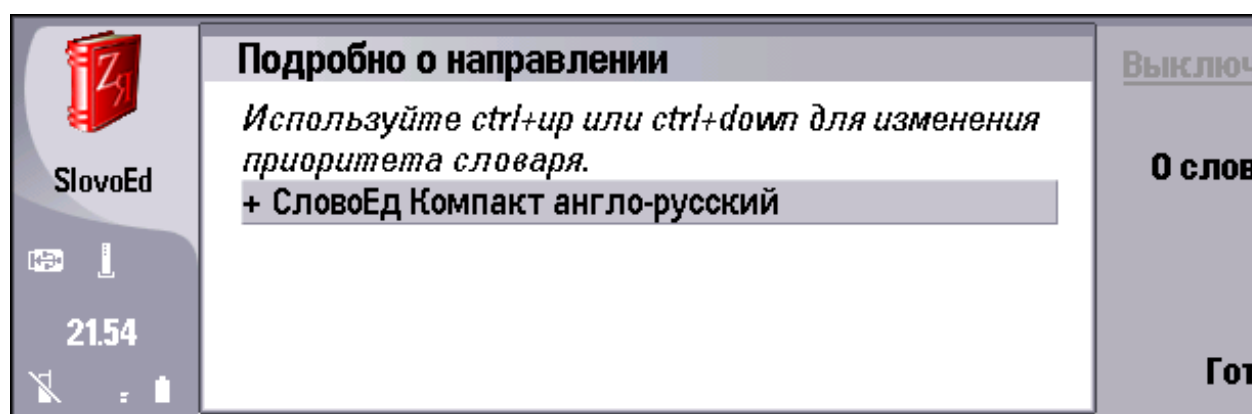 Подробно о направлении
Используйте ctrl+up или ctrl+down для изменения
приоритета словаря.
+ СловоЕд Компакт англо-русский
SlovoEd
21.54